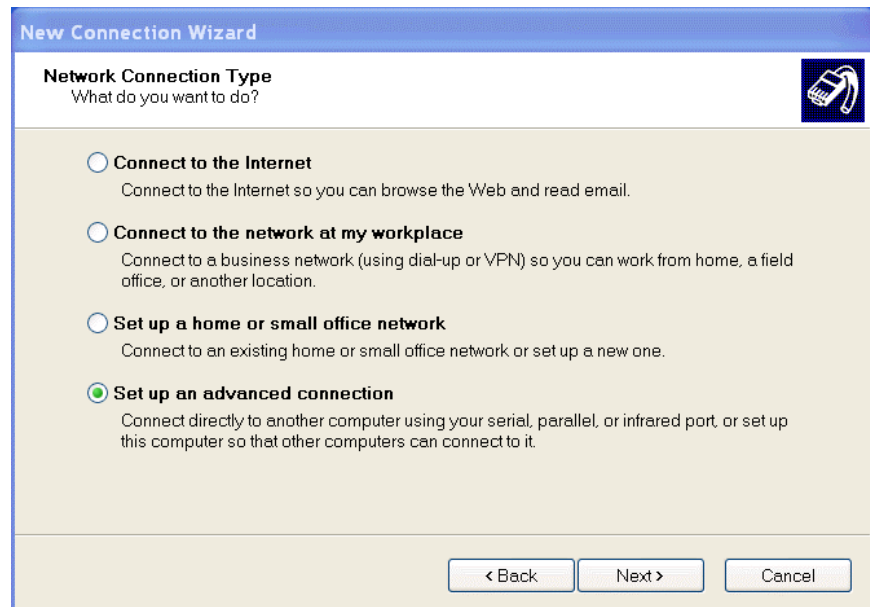 New Connection Wizard
Network Connection Type
What do you want to do?
Connect to the Internet
Connect to the Internet so you can browse the Web and read email.
Connect to the network at my workplace
Connect to a business network (using dial-up or VPN) so you can work from home, a field
office, or another location.
Set up a home or small office network
Connect to an existing home or small office network or set up a new one.
Set up an advanced connection
Connect directly to another computer using your serial, parallel, or infrared port, or set up
this computer so that other computers can connect to it.
< Back Next > Cancel